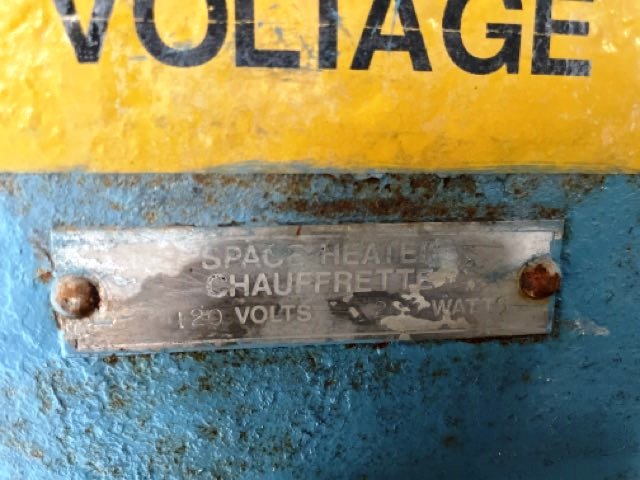 VOLTAGE
SPACE HEATER
CHAUFFRETTE
120 VOLTS WATTS